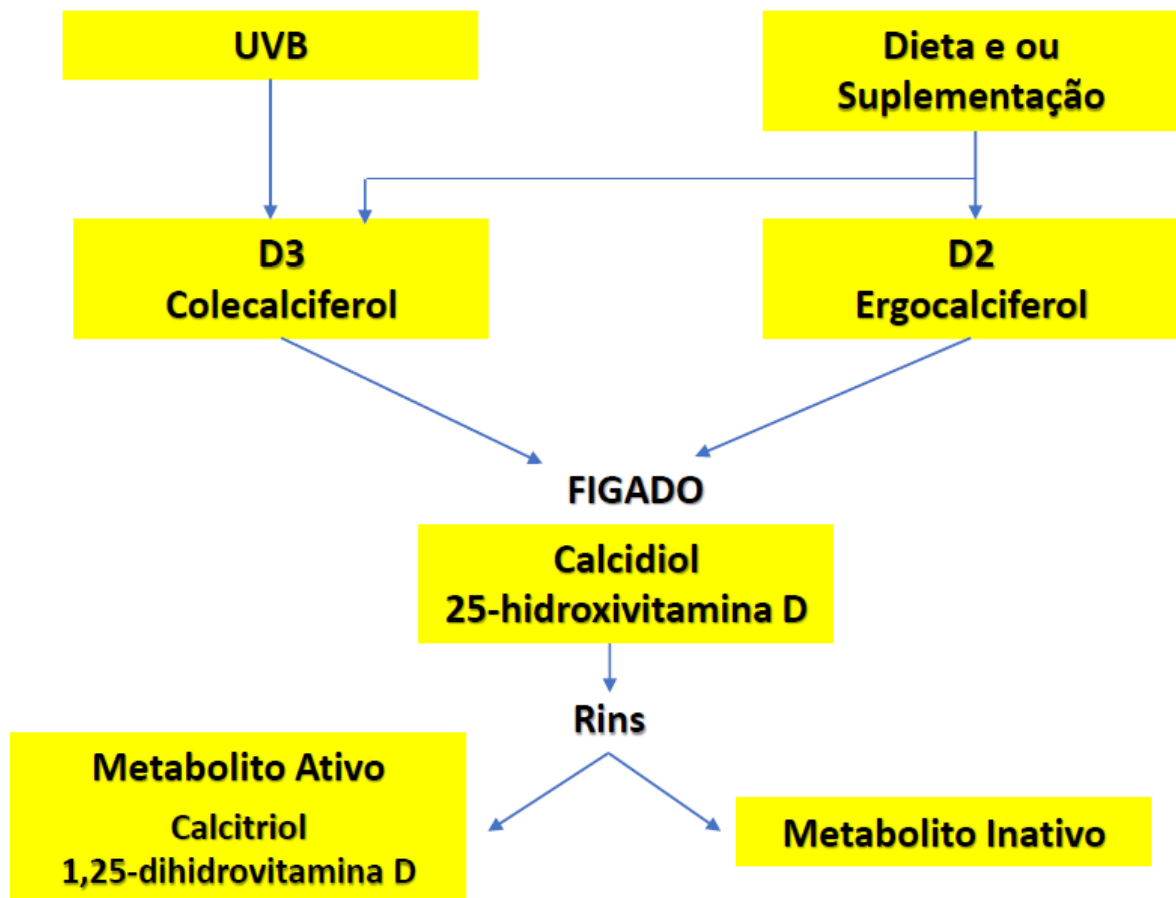 UVB
Dieta e ou
Suplementação
D3
Colecalciferol
D2
Ergocalciferol
FIGADO
Calcidiol
25-hidroxivitamina D
Rins
Metabolito Ativo
Calcitriol
1,25-dihidrovitamina D
Metabolito Inativo